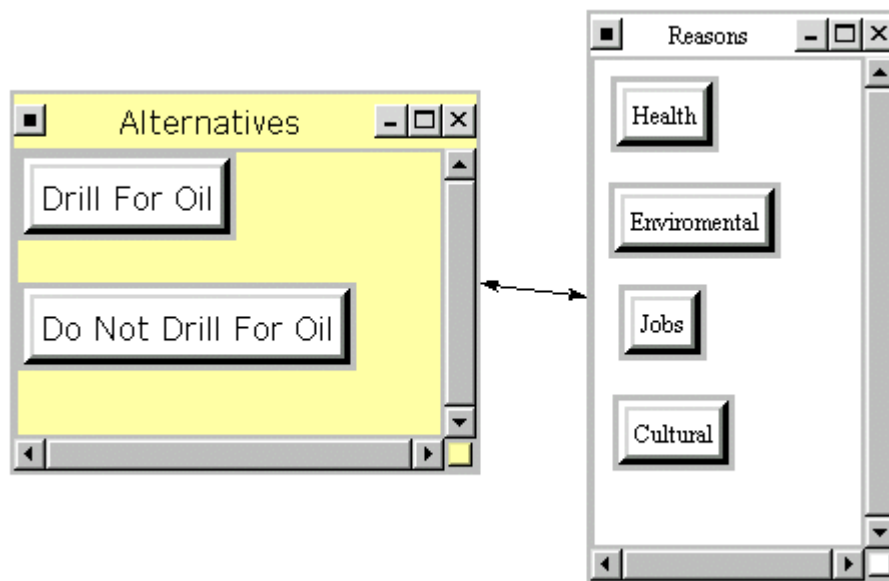 Alternatives
Drill For Oil
Do Not Drill For Oil
Reasons
Health
Enviromental
Jobs
Cultural